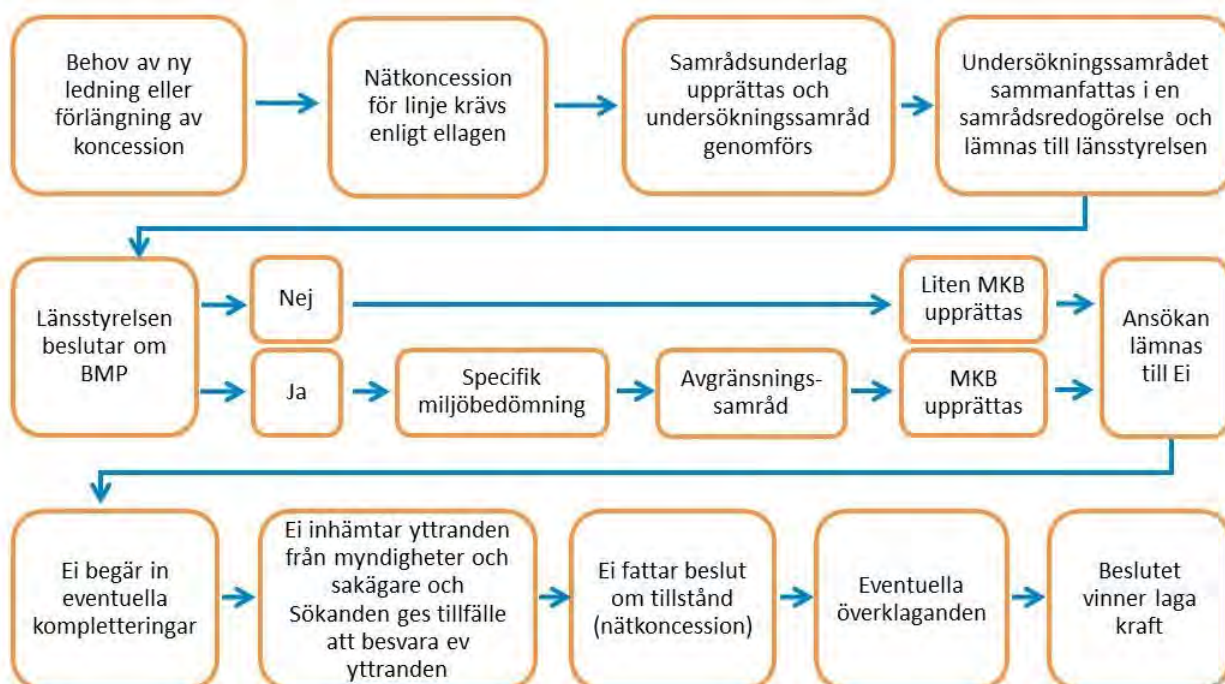 Behov av ny
ledning eller
förlängning av
koncession
Nätkoncession
för linje krävs
enligt ellagen
Samrådsunderlag
upprättas och
undersökningssamråd
genomförs
Undersökningssamrådet
sammanfattas i en
samrådsredogörelse och
lämnas till länsstyrelsen
Länsstyrelsen
beslutar om
BMP
Nej
Liten MKB
upprättas
Ja
Specifik
miljöbedömning
Avgränsnings-
samråd
MKB
upprättas
Ansökan
lämnas
till Ei
Ei begär in
eventuella
kompletteringar
Ei inhämtar yttranden
från myndigheter och
sakägare och
Sökanden ges tillfälle
att besvara ev
yttranden
Ei fattar beslut
om tillstånd
(nätkoncession)
Eventuella
överklaganden
Beslutet
vinner laga
kraft